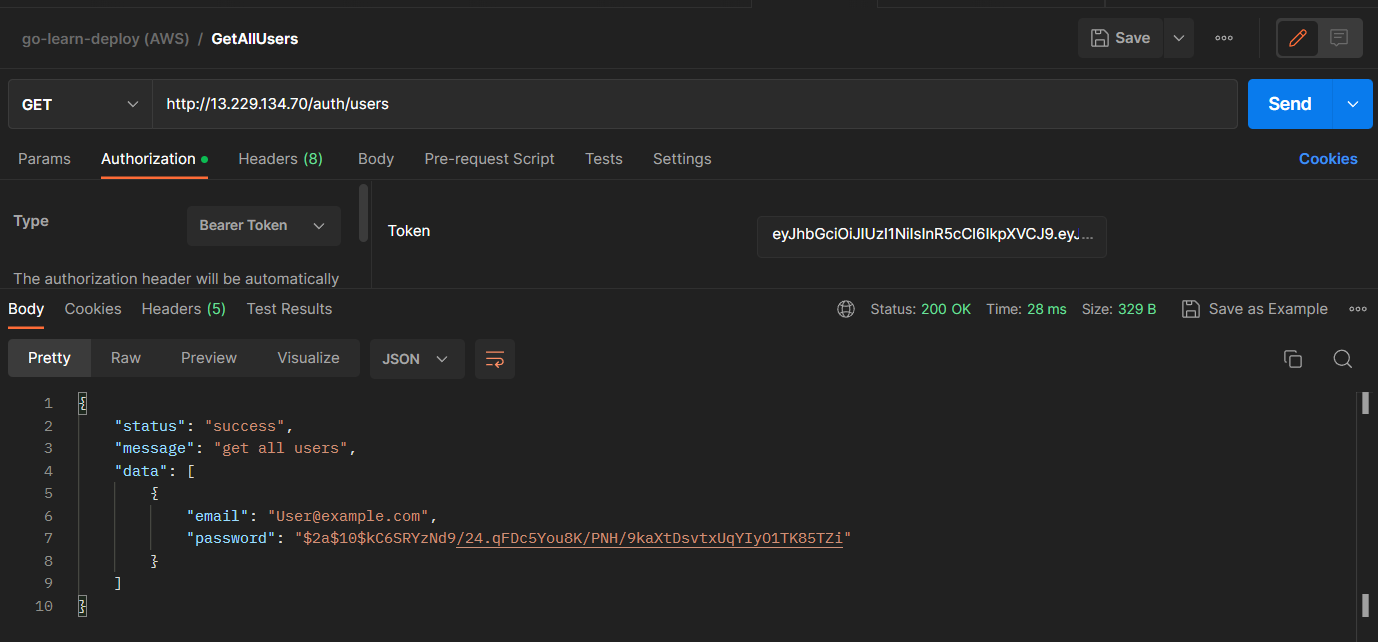 go-learn-deploy (AWS) / GetAllUsers Save
GET http://13.229.134.70/auth/users Send
Params Authorization Headers (8) Body Pre-request Script Tests Settings Cookies
Type Bearer Token Token eyJhbGciOiJIUzI1NiIsInR5cCI6IkpXVCJ9.eyJ...
The authorization header will be automatically
Body Cookies Headers (5) Test Results Status: 200 OK Time: 28 ms Size: 329 B Save as Example
Pretty Raw Preview Visualize JSON
1 {
2 "status": "success",
3 "message": "get all users",
4 "data": [
5 {
6 "email": "User@example.com",
7 "password": "$2a$10$kC6SRYzNd9/24.qFDc5You8K/PNH/9kaXtDsvtxUqYIyO1TK85TZi"
8 }
9 ]
10 }